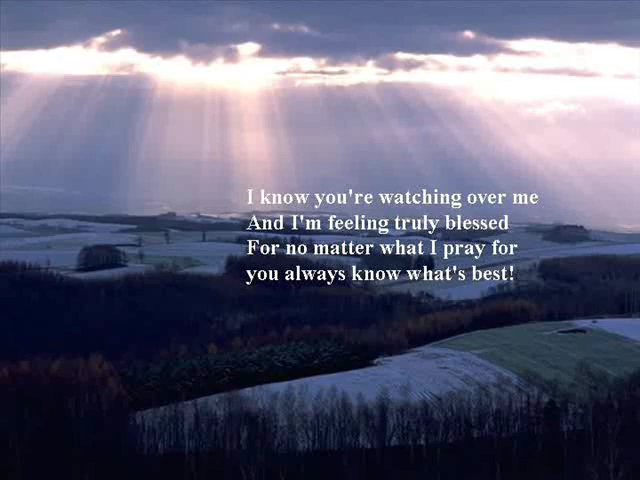 I know you're watching over me
And I'm feeling truly blessed
For no matter what I pray for
you always know what's best!